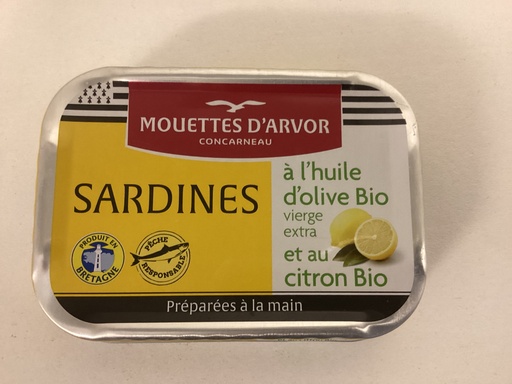 MOUETTES D'ARVOR
CONCARNEAU
SARDINES
à l'huile
d'olive Bio
vierge
extra
et au
citron Bio
PRODUIT EN
BRETAGNE
PÊCHE
RESPONSABLE
Préparées à la main